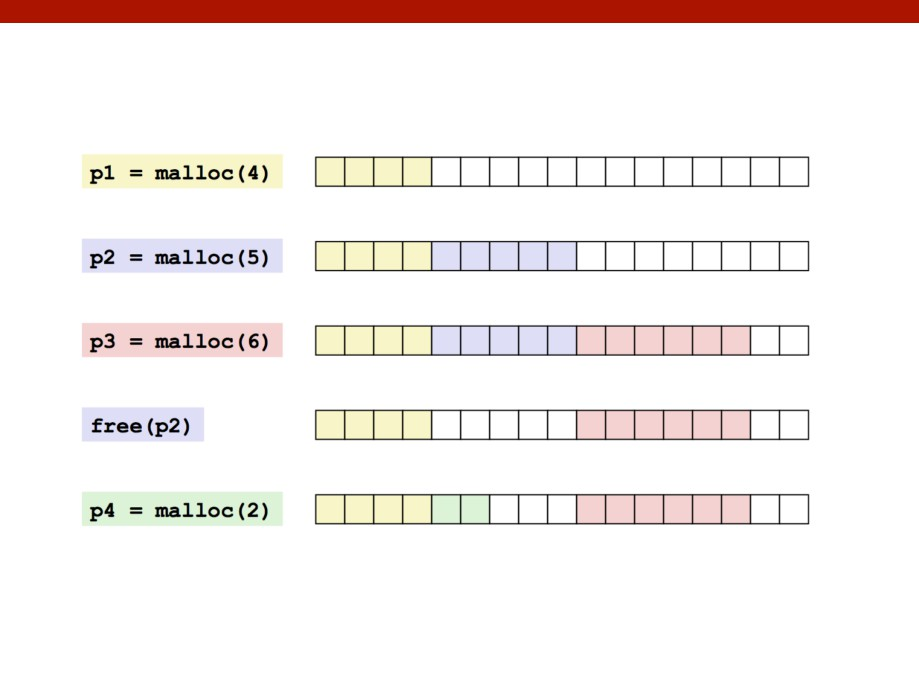 p1 = malloc(4)
p2 = malloc(5)
p3 = malloc(6)
free(p2)
p4 = malloc(2)